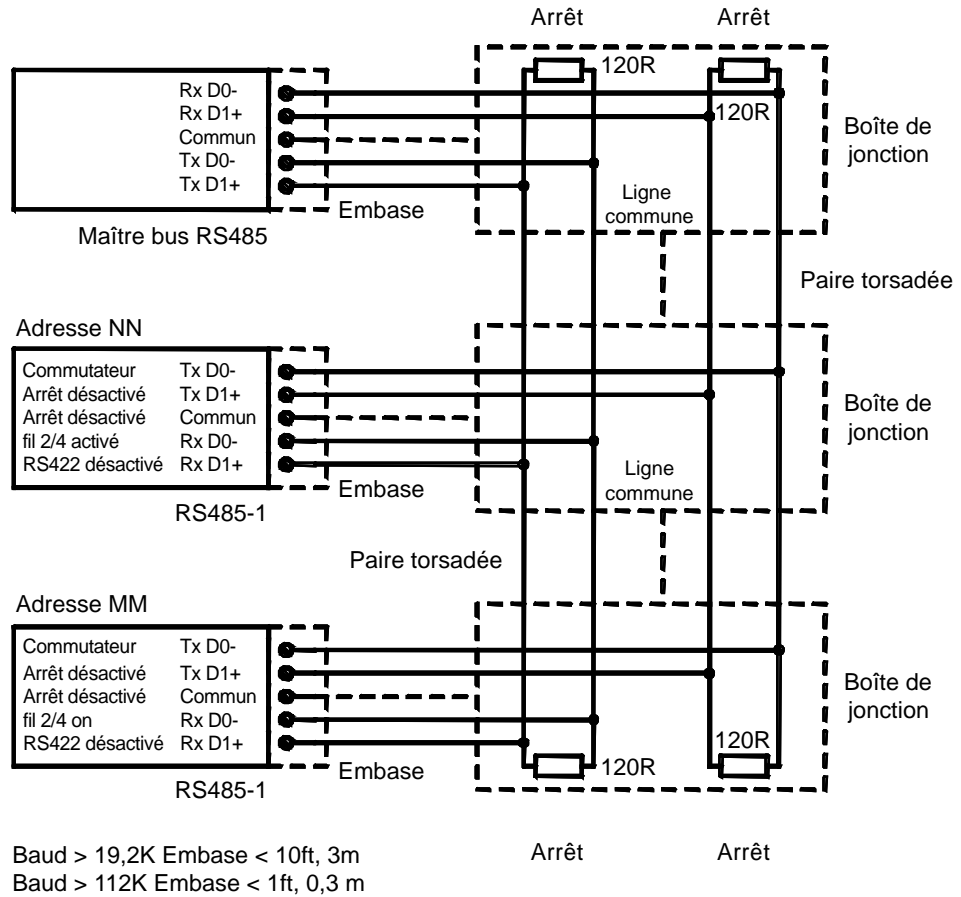 Arrêt
Arrêt
120R
120R
Rx D0-
Rx D1+
Commun
Tx D0-
Tx D1+
Boîte de
jonction
Ligne
commune
Embase
Maître bus RS485
Paire torsadée
Adresse NN
Commutateur Tx D0-
Arrêt désactivé Tx D1+
Arrêt désactivé Commun
fil 2/4 activé Rx D0-
RS422 désactivé Rx D1+
Boîte de
jonction
Ligne
commune
Embase
RS485-1
Paire torsadée
Adresse MM
Commutateur Tx D0-
Arrêt désactivé Tx D1+
Arrêt désactivé Commun
fil 2/4 on Rx D0-
RS422 désactivé Rx D1+
Boîte de
jonction
120R
120R
Embase
RS485-1
Baud > 19,2K Embase < 10ft, 3m
Baud > 112K Embase < 1ft, 0,3 m
Arrêt
Arrêt